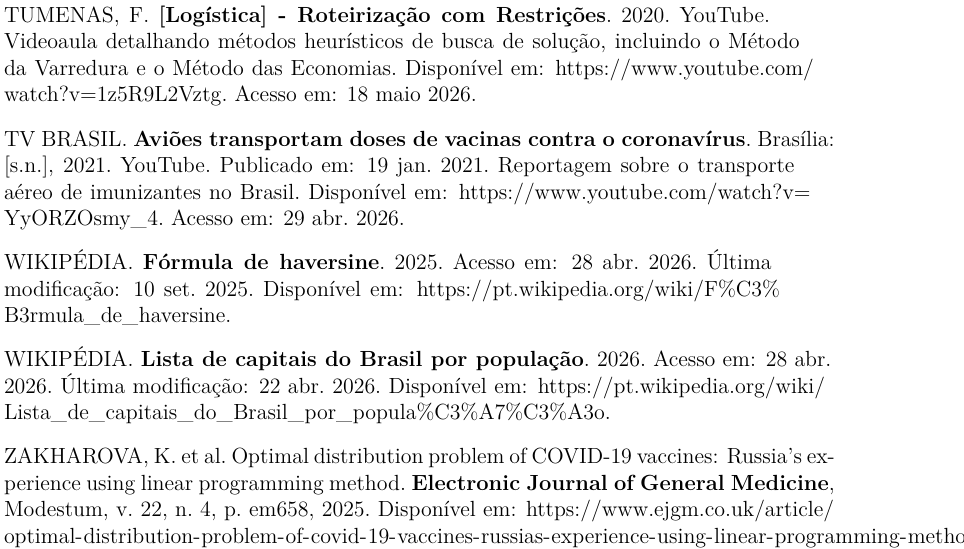 TUMENAS, F. [Logística] - Roteirização com Restrições. 2020. YouTube.
Videoaula detalhando métodos heurísticos de busca de solução, incluindo o Método
da Varredura e o Método das Economias. Disponível em: https://www.youtube.com/
watch?v=1z5R9L2Vztg. Acesso em: 18 maio 2026.
TV BRASIL. Aviões transportam doses de vacinas contra o coronavírus. Brasília:
[s.n.], 2021. YouTube. Publicado em: 19 jan. 2021. Reportagem sobre o transporte
aéreo de imunizantes no Brasil. Disponível em: https://www.youtube.com/watch?v=
YyORZOsmy_4. Acesso em: 29 abr. 2026.
WIKIPÉDIA. Fórmula de haversine. 2025. Acesso em: 28 abr. 2026. Última
modificação: 10 set. 2025. Disponível em: https://pt.wikipedia.org/wiki/F%C3%
B3rmula_de_haversine.
WIKIPÉDIA. Lista de capitais do Brasil por população. 2026. Acesso em: 28 abr.
2026. Última modificação: 22 abr. 2026. Disponível em: https://pt.wikipedia.org/wiki/
Lista_de_capitais_do_Brasil_por_popula%C3%A7%C3%A3o.
ZAKHAROVA, K. et al. Optimal distribution problem of COVID-19 vaccines: Russia's ex-
perience using linear programming method. Electronic Journal of General Medicine,
Modestum, v. 22, n. 4, p. em658, 2025. Disponível em: https://www.ejgm.co.uk/article/
optimal-distribution-problem-of-covid-19-vaccines-russias-experience-using-linear-programming-metho